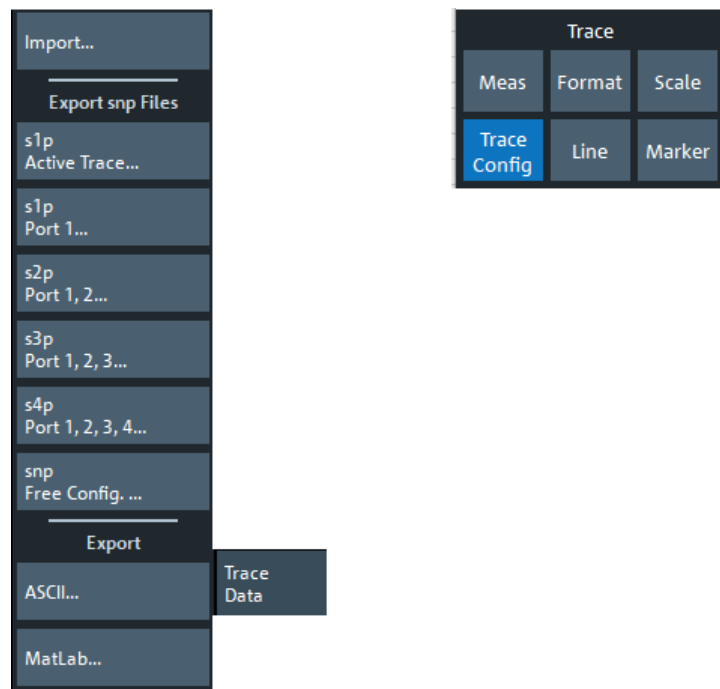 Import...
Export snp Files
s1p
Active Trace...
s1p
Port 1...
s2p
Port 1, 2...
s3p
Port 1, 2, 3...
s4p
Port 1, 2, 3, 4...
snp
Free Config. ...
Export
ASCII...
MatLab...
Trace
Data
Trace
Meas
Format
Scale
Trace
Config
Line
Marker